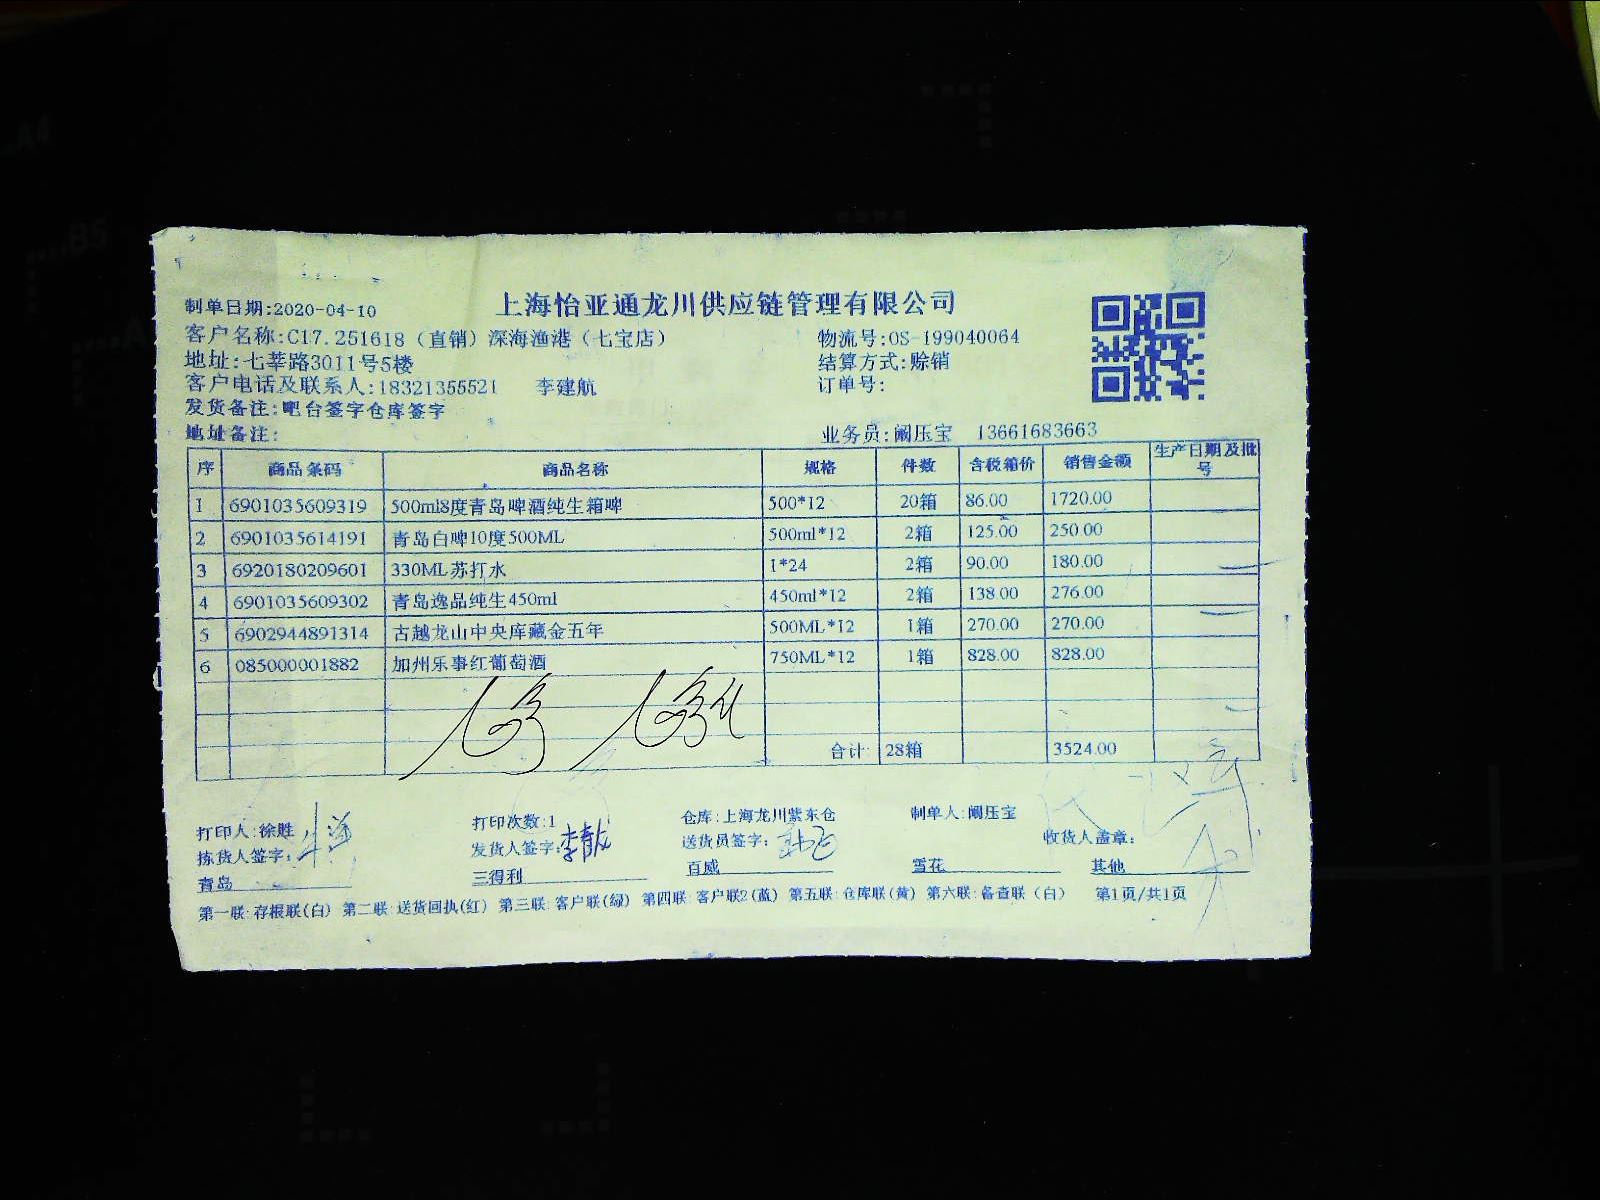 上海怡亚通龙川供应链管理有限公司
制单日期:2020-04-10
客户名称:C17.251618（直销）深海渔港（七宝店） 物流号:OS-199040064
地址:七莘路3011号5楼 结算方式:赊销
客户电话及联系人:18321355521 李建航 订单号:
发货备注:吧台签字仓库签字
地址备注: 业务员:阚压宝 13661683663
序 商品条码 商品名称 规格 件数 含税箱价 销售金额 生产日期及批号
1 6901035609319 500ml8度青岛啤酒纯生箱啤 500*12 20箱 86.00 1720.00
2 6901035614191 青岛白啤10度500ML 500ml*12 2箱 125.00 250.00
3 6920180209601 330ML苏打水 1*24 2箱 90.00 180.00
4 6901035609302 青岛逸品纯生450ml 450ml*12 2箱 138.00 276.00
5 6902944891314 古越龙山中央库藏金五年 500ML*12 1箱 270.00 270.00
6 085000001882 加州乐事红葡萄酒 750ML*12 1箱 828.00 828.00
合计: 28箱 3524.00
打印人:徐胜 打印次数:1 仓库:上海龙川紫东仓 制单人:阚压宝
拣货人签字: 发货人签字: 送货员签字: 收货人盖章:
青岛 三得利 百威 雪花 其他
第一联:存根联(白) 第二联:送货回执(红) 第三联:客户联(绿) 第四联:客户联2(蓝) 第五联:仓库联(黄) 第六联:备查联（白） 第1页/共1页
A4
B5